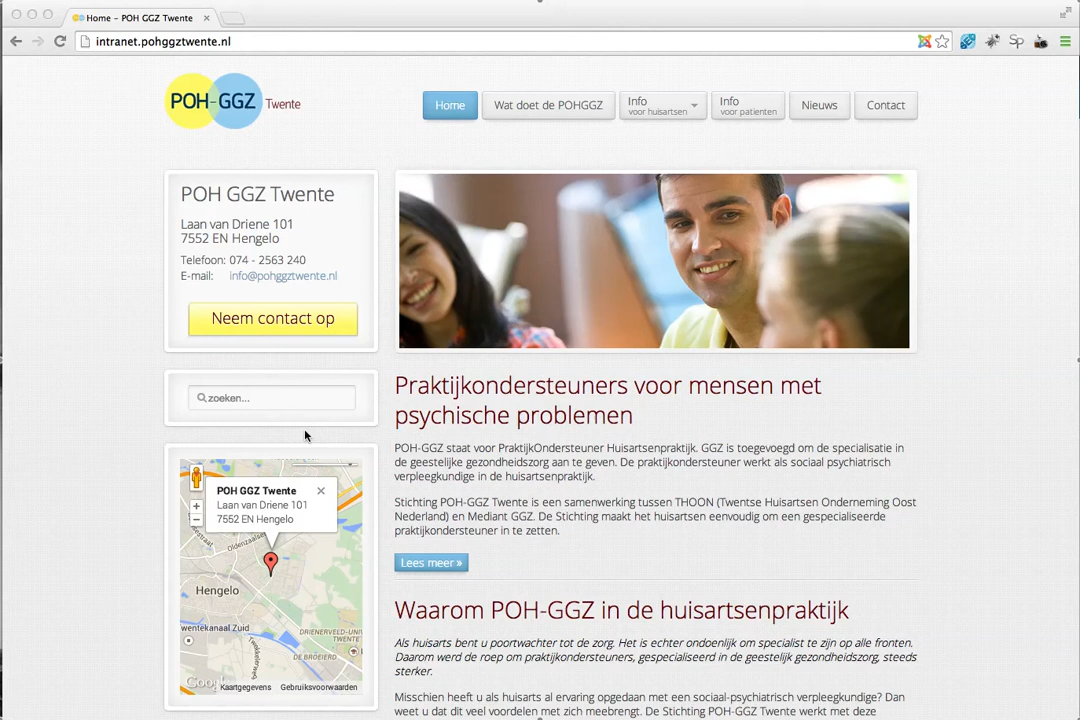 Home – POH GGZ Twente
intranet.pohggztwente.nl
POH-GGZ Twente
Home
Wat doet de POHGGZ
Info
voor huisartsen
Info
voor patienten
Nieuws
Contact
POH GGZ Twente
Laan van Driene 101
7552 EN Hengelo
Telefoon: 074 - 2563 240
E-mail: info@pohggztwente.nl
Neem contact op
zoeken...
POH GGZ Twente
Laan van Driene 101
7552 EN Hengelo
Oldenzaalse
Hengelo
wentekanaal Zuid
DRIENERVELD-UNI
TWENTE
DE BROEIERD
Google
Kaartgegevens Gebruiksvoorwaarden
Praktijkondersteuners voor mensen met
psychische problemen
POH-GGZ staat voor PraktijkOndersteuner Huisartsenpraktijk. GGZ is toegevoegd om de specialisatie in
de geestelijke gezondheidszorg aan te geven. De praktijkondersteuner werkt als sociaal psychiatrisch
verpleegkundige in de huisartsenpraktijk.
Stichting POH-GGZ Twente is een samenwerking tussen THOON (Twentse Huisartsen Onderneming Oost
Nederland) en Mediant GGZ. De Stichting maakt het huisartsen eenvoudig om een gespecialiseerde
praktijkondersteuner in te zetten.
Lees meer »
Waarom POH-GGZ in de huisartsenpraktijk
Als huisarts bent u poortwachter tot de zorg. Het is echter ondoenlijk om specialist te zijn op alle fronten.
Daarom werd de roep om praktijkondersteuners, gespecialiseerd in de geestelijk gezondheidszorg, steeds
sterker.
Misschien heeft u als huisarts al ervaring opgedaan met een sociaal-psychiatrisch verpleegkundige? Dan
weet u dat dit veel voordelen met zich meebrengt. De Stichting POH-GGZ Twente werkt met deze